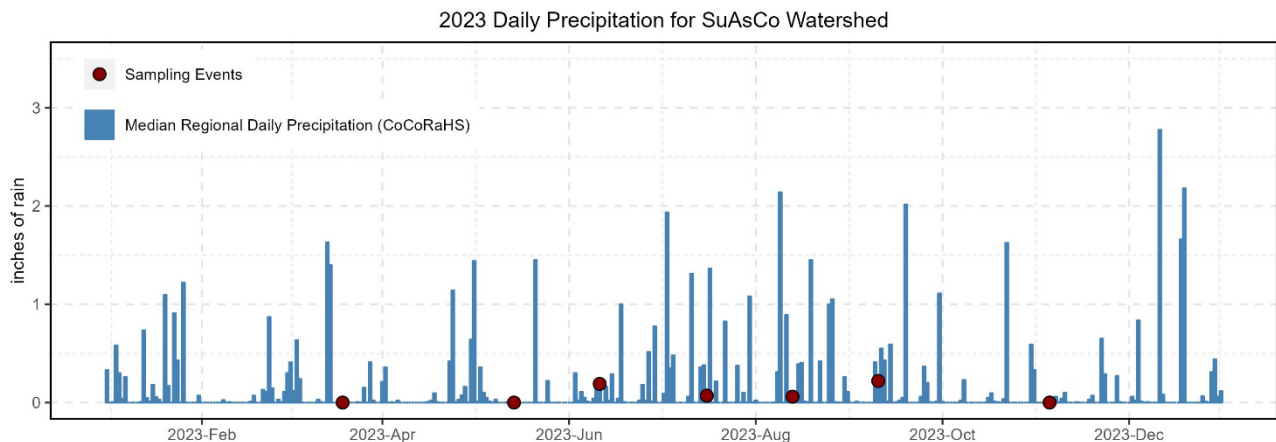 2023 Daily Precipitation for SuAsCo Watershed
Sampling Events
Median Regional Daily Precipitation (CoCoRaHS)
inches of rain
3
2
1
0
2023-Feb
2023-Apr
2023-Jun
2023-Aug
2023-Oct
2023-Dec